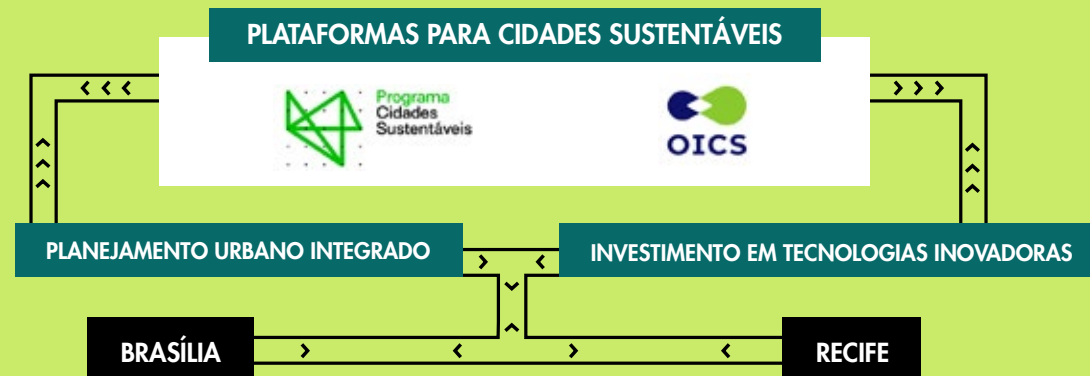 PLATAFORMAS PARA CIDADES SUSTENTÁVEIS
Programa
Cidades
Sustentáveis
OICS
PLANEJAMENTO URBANO INTEGRADO
INVESTIMENTO EM TECNOLOGIAS INOVADORAS
BRASÍLIA
RECIFE